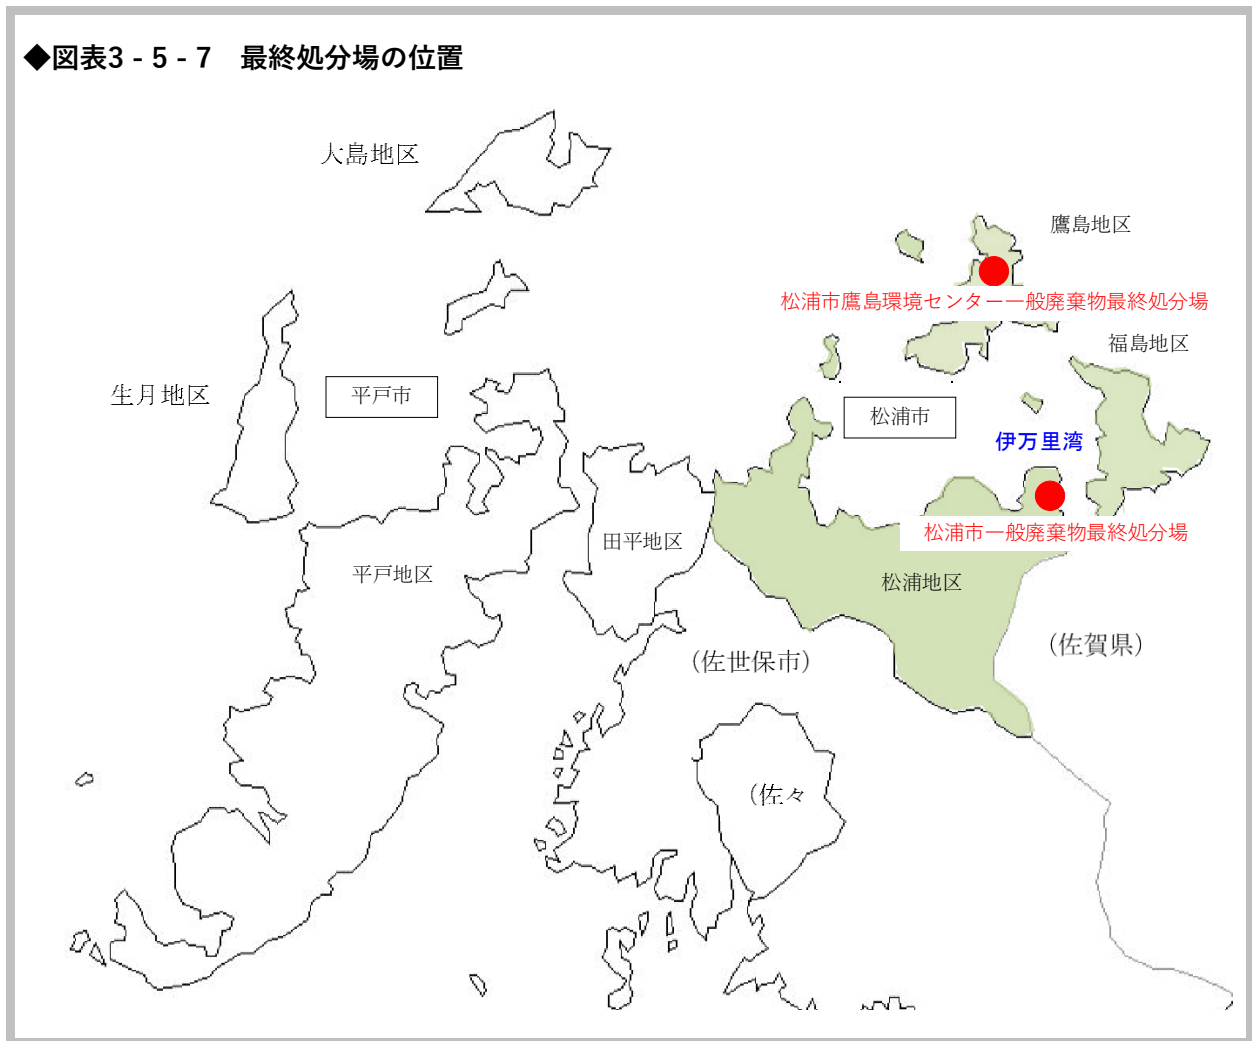 ◆図表3-5-7　最終処分場の位置
大島地区
鷹島地区
松浦市鷹島環境センター一般廃棄物最終処分場
福島地区
生月地区
平戸市
松浦市
伊万里湾
松浦市一般廃棄物最終処分場
田平地区
平戸地区
松浦地区
（佐賀県）
（佐世保市）
（佐々